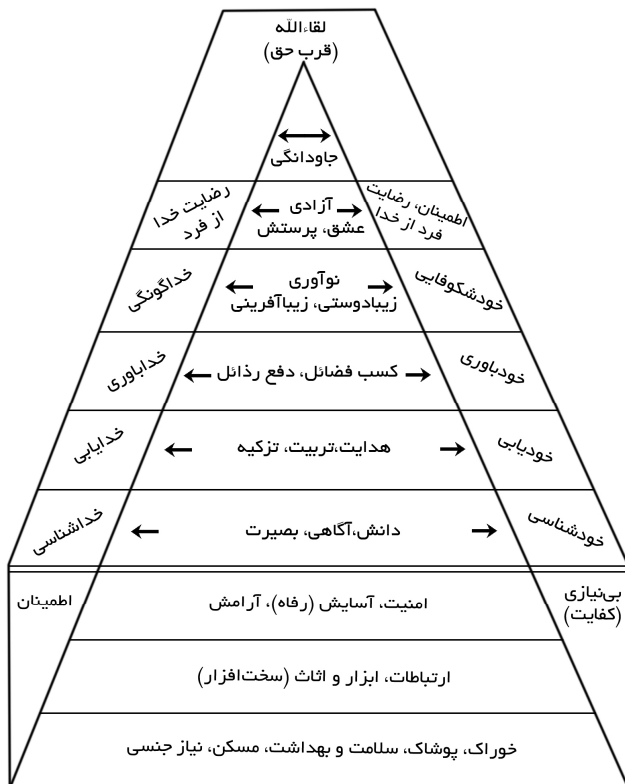 لقاءالله
(قرب حق)
جاودانگی
اطمینان، رضایت
فرد از خدا
آزادی
عشق، پرستش
رضایت خدا
از فرد
خودشکوفایی
نوآوری
زیبادوستی، زیباآفرینی
خداگونگی
خودباوری
کسب فضائل، دفع رذائل
خداباوری
خودیابی
هدایت،تربیت، تزکیه
خدایابی
خودشناسی
دانش،آگاهی، بصیرت
خداشناسی
بی‌نیازی
(کفایت)
امنیت، آسایش (رفاه)، آرامش
اطمینان
ارتباطات، ابزار و اثاث (سخت‌افزار)
خوراک، پوشاک، سلامت و بهداشت، مسکن، نیاز جنسی